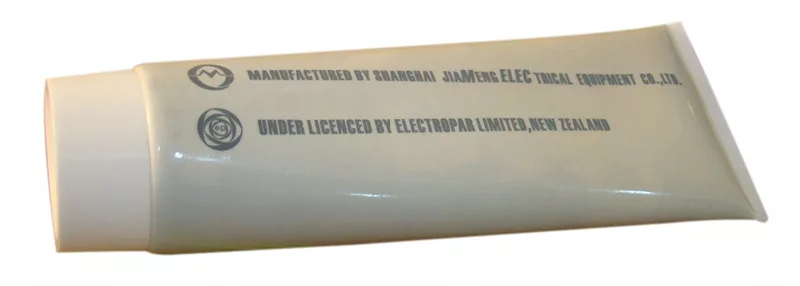 MANUFACTURED BY SHANGHAI JIAMENG ELEC TRICAL EQUIPMENT CO.,LTD.
UNDER LICENCED BY ELECTROPAR LIMITED,NEW ZEALAND